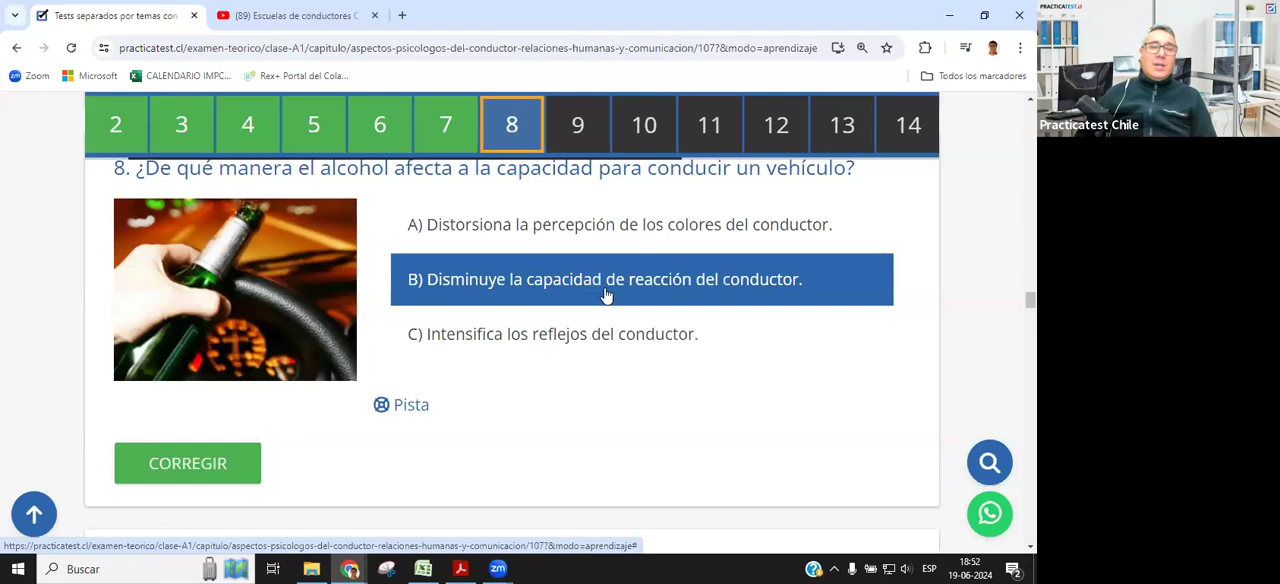 Tests separados por temas con
(89) Escuelas de conductores C
practicatest.cl/examen-teorico/clase-A1/capitulo/aspectos-psicologos-del-conductor-relaciones-humanas-y-comunicacion/107?&modo=aprendizaje
Zoom
Microsoft
CALENDARIO IMPC...
Rex+ Portal del Cola...
Todos los marcadores
PRACTICATEST.cl
Practicatest Chile
2 3 4 5 6 7 8 9 10 11 12 13 14
8. ¿De qué manera el alcohol afecta a la capacidad para conducir un vehículo?
A) Distorsiona la percepción de los colores del conductor.
B) Disminuye la capacidad de reacción del conductor.
C) Intensifica los reflejos del conductor.
Pista
CORREGIR
https://practicatest.cl/examen-teorico/clase-A1/capitulo/aspectos-psicologos-del-conductor-relaciones-humanas-y-comunicacion/107?&modo=aprendizaje#
Buscar
zm
ESP
18:52
19-06-2024
2